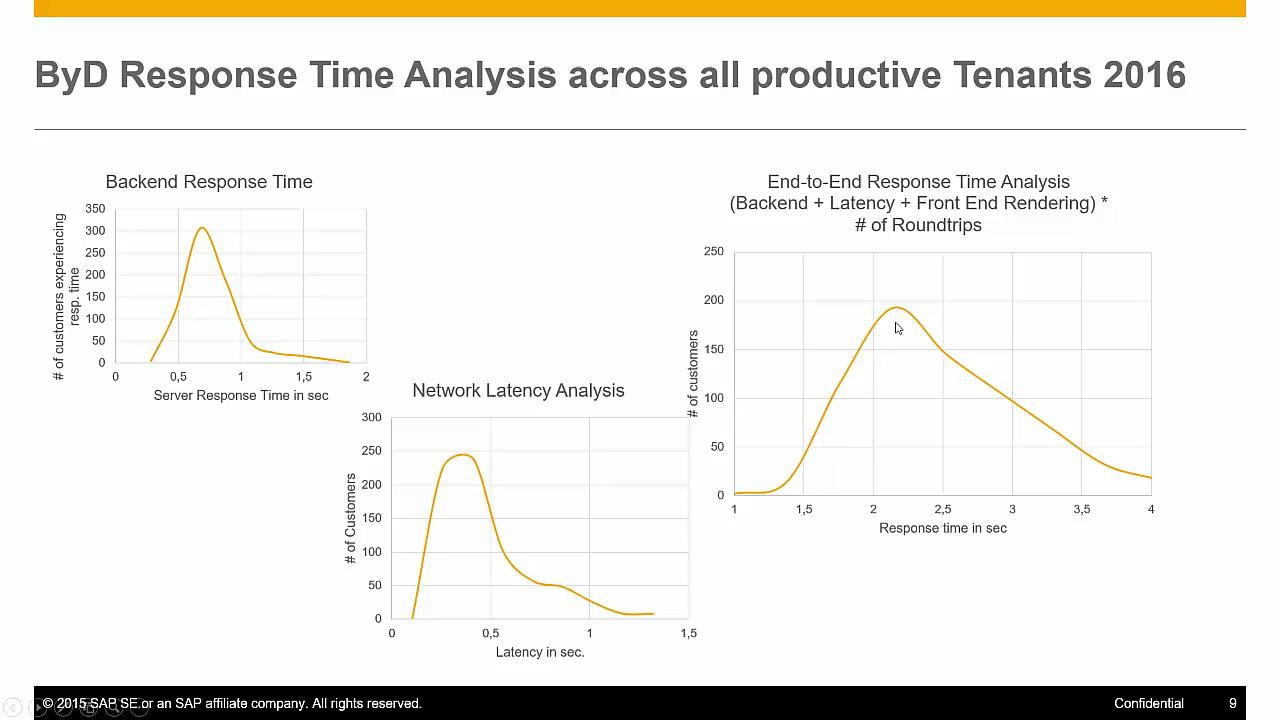 ByD Response Time Analysis across all productive Tenants 2016
Backend Response Time
# of customers experiencing
resp. time
350
300
250
200
150
100
50
0
0
0,5
1
1,5
2
Server Response Time in sec
Network Latency Analysis
# of Customers
300
250
200
150
100
50
0
0
0,5
1
1,5
Latency in sec.
End-to-End Response Time Analysis
(Backend + Latency + Front End Rendering) *
# of Roundtrips
# of customers
250
200
150
100
50
0
1
1,5
2
2,5
3
3,5
4
Response time in sec
© 2015 SAP SE or an SAP affiliate company. All rights reserved.
Confidential
9